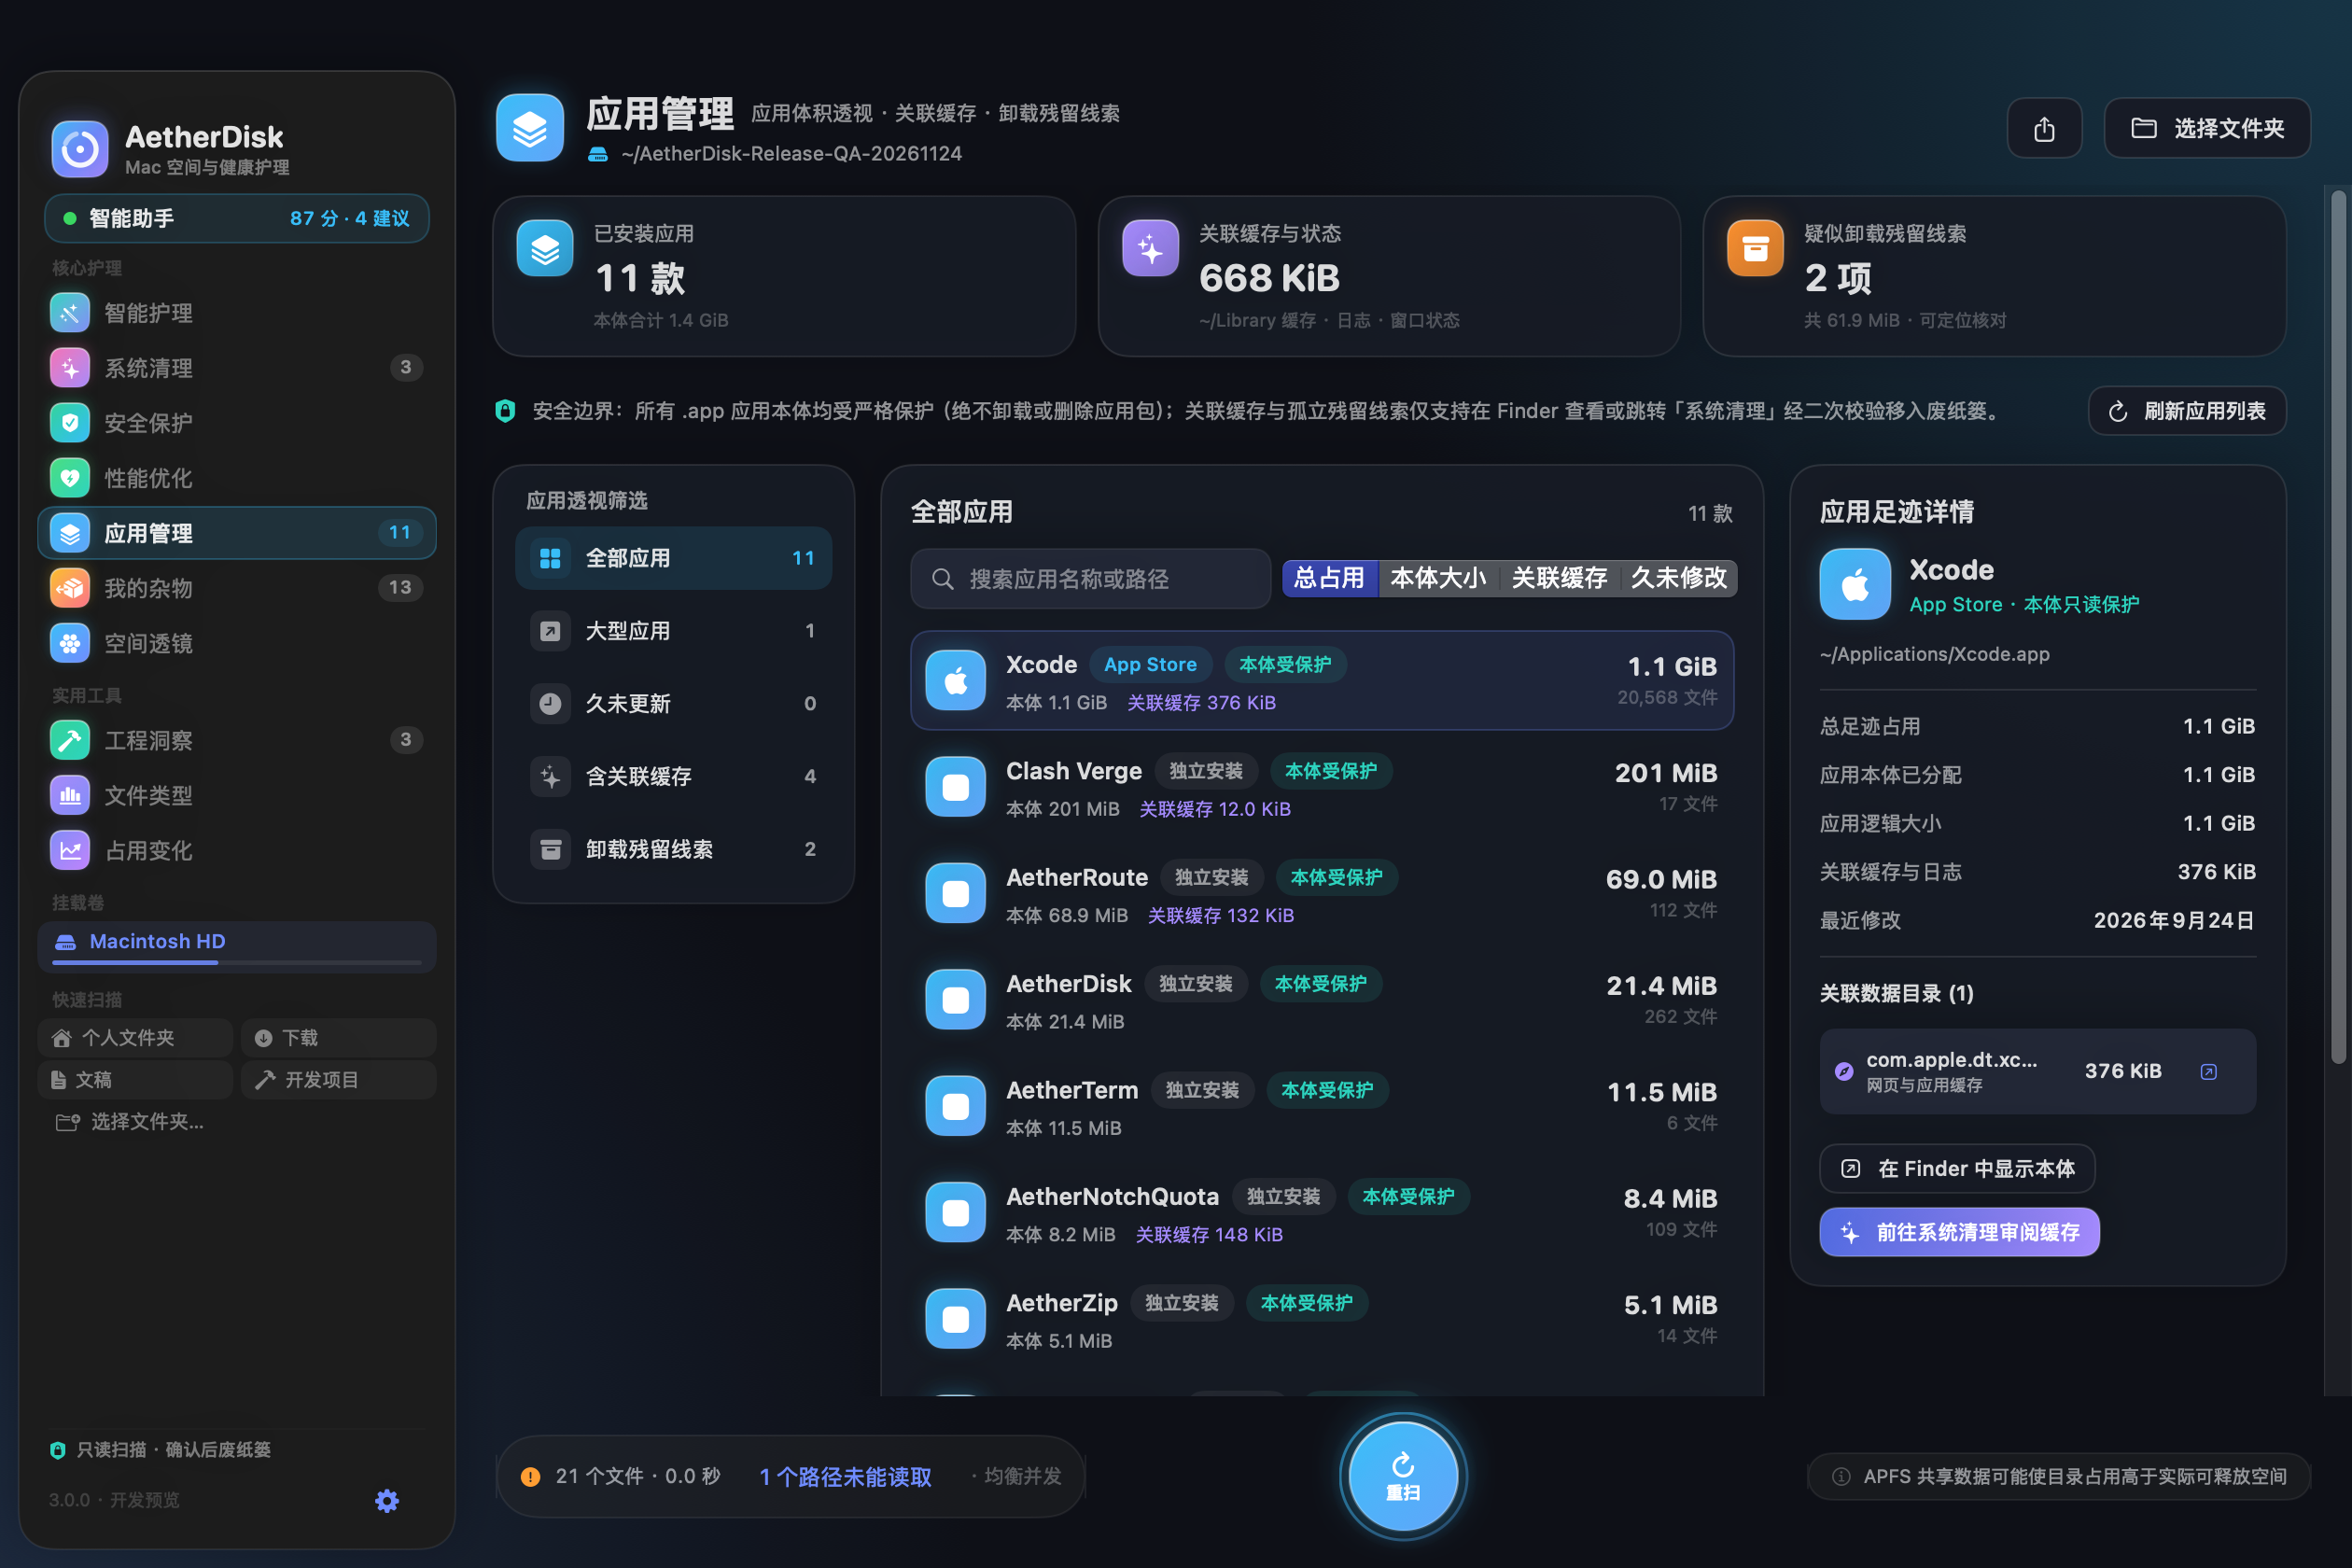 AetherDisk
Mac 空间与健康护理
智能助手
87 分 · 4 建议
核心护理
智能护理
系统清理
3
安全保护
性能优化
应用管理
11
我的杂物
13
空间透镜
实用工具
工程洞察
3
文件类型
占用变化
挂载卷
Macintosh HD
快速扫描
个人文件夹
下载
文稿
开发项目
选择文件夹...
只读扫描 · 确认后废纸篓
3.0.0 · 开发预览
应用管理
应用体积透视 · 关联缓存 · 卸载残留线索
~/AetherDisk-Release-QA-20261124
选择文件夹
已安装应用
11 款
本体合计 1.4 GiB
关联缓存与状态
668 KiB
~/Library 缓存 · 日志 · 窗口状态
疑似卸载残留线索
2 项
共 61.9 MiB · 可定位核对
安全边界：所有 .app 应用本体均受严格保护（绝不卸载或删除应用包）；关联缓存与孤立残留线索仅支持在 Finder 查看或跳转「系统清理」经二次校验移入废纸篓。
刷新应用列表
应用透视筛选
全部应用
11
大型应用
1
久未更新
0
含关联缓存
4
卸载残留线索
2
全部应用
11 款
搜索应用名称或路径
总占用
本体大小
关联缓存
久未修改
Xcode
App Store
本体受保护
1.1 GiB
本体 1.1 GiB
关联缓存 376 KiB
20,568 文件
Clash Verge
独立安装
本体受保护
201 MiB
本体 201 MiB
关联缓存 12.0 KiB
17 文件
AetherRoute
独立安装
本体受保护
69.0 MiB
本体 68.9 MiB
关联缓存 132 KiB
112 文件
AetherDisk
独立安装
本体受保护
21.4 MiB
本体 21.4 MiB
262 文件
AetherTerm
独立安装
本体受保护
11.5 MiB
本体 11.5 MiB
6 文件
AetherNotchQuota
独立安装
本体受保护
8.4 MiB
本体 8.2 MiB
关联缓存 148 KiB
109 文件
AetherZip
独立安装
本体受保护
5.1 MiB
本体 5.1 MiB
14 文件
应用足迹详情
Xcode
App Store · 本体只读保护
~/Applications/Xcode.app
总足迹占用
1.1 GiB
应用本体已分配
1.1 GiB
应用逻辑大小
1.1 GiB
关联缓存与日志
376 KiB
最近修改
2026年9月24日
关联数据目录 (1)
com.apple.dt.xc...
网页与应用缓存
376 KiB
在 Finder 中显示本体
前往系统清理审阅缓存
21 个文件 · 0.0 秒
1 个路径未能读取
· 均衡并发
重扫
APFS 共享数据可能使目录占用高于实际可释放空间